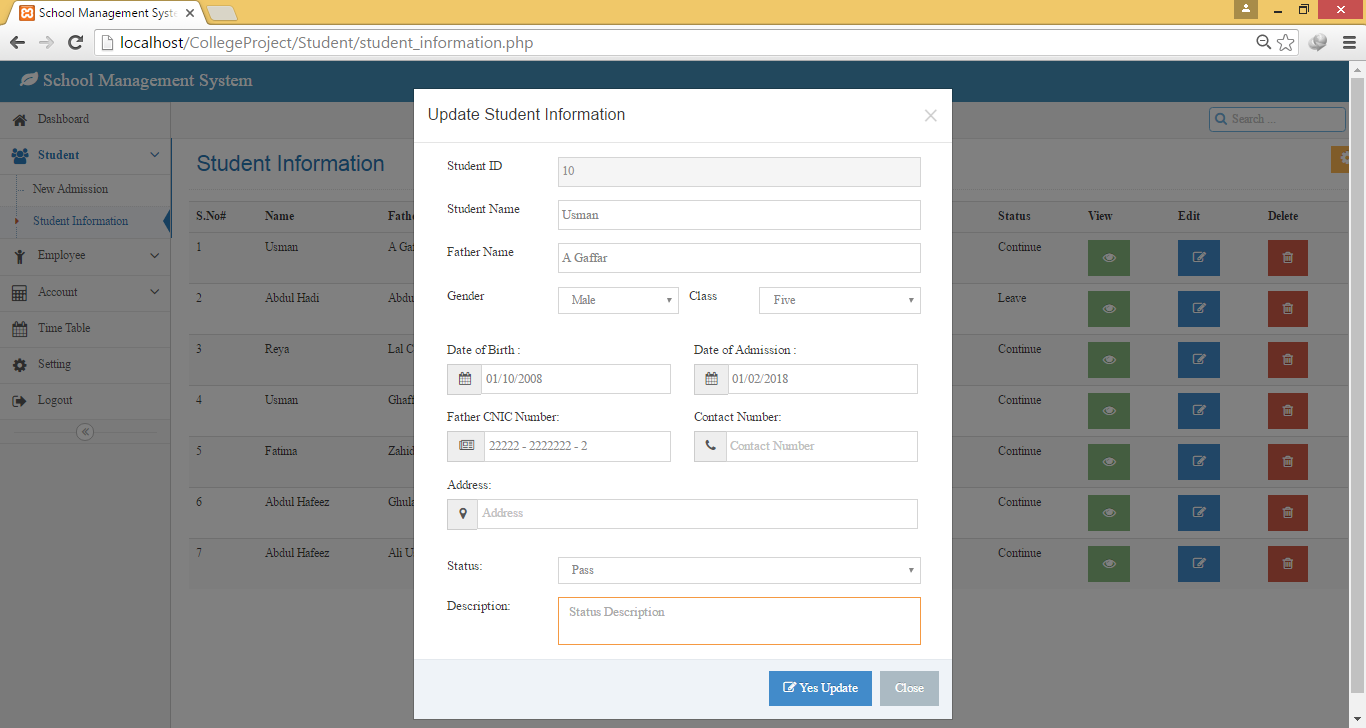 School Management Syst
localhost/CollegeProject/Student/student_information.php
School Management System
Dashboard
Student
New Admission
Student Information
Employee
Account
Time Table
Setting
Logout
Search ...
Student Information
S.No# Name Fath Status View Edit Delete
1 Usman A Gaf Continue
2 Abdul Hadi Abdu Leave
3 Reya Lal C Continue
4 Usman Ghaff Continue
5 Fatima Zahid Continue
6 Abdul Hafeez Ghula Continue
7 Abdul Hafeez Ali U Continue
Update Student Information
Student ID 10
Student Name Usman
Father Name A Gaffar
Gender Male Class Five
Date of Birth : Date of Admission :
01/10/2008 01/02/2018
Father CNIC Number: Contact Number:
22222 - 2222222 - 2 Contact Number
Address:
Address
Status: Pass
Description: Status Description
Yes Update Close